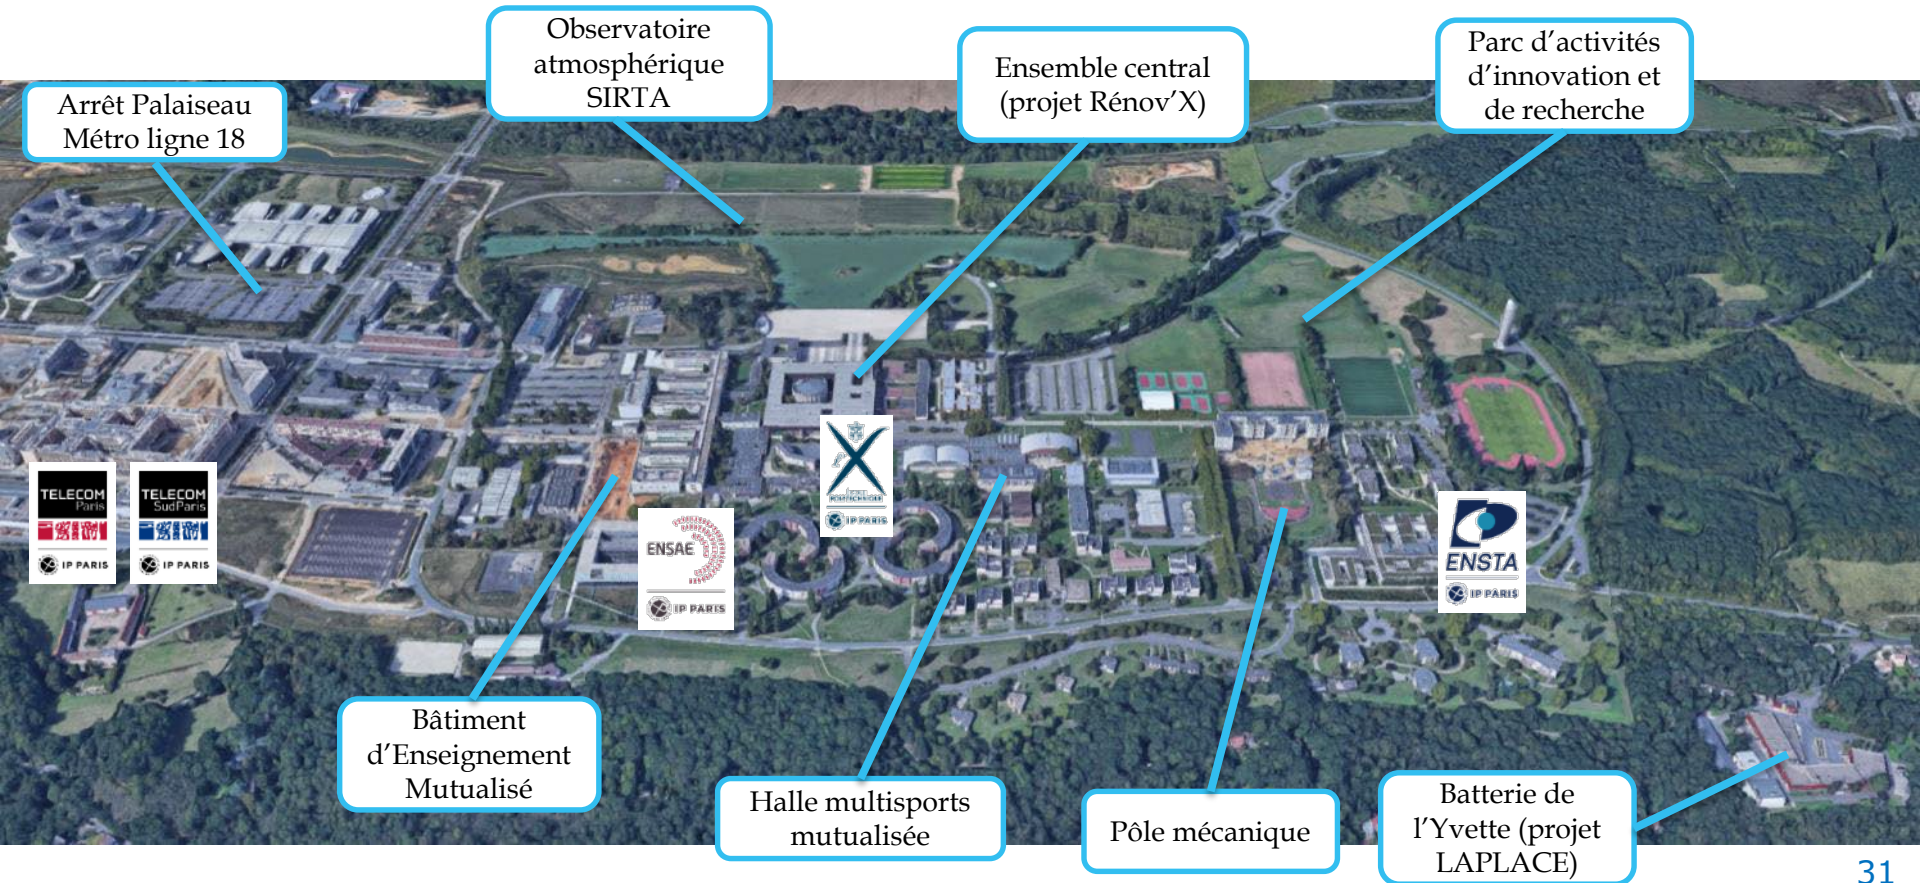 Observatoire
atmosphérique
SIRTA
Ensemble central
(projet Rénov’X)
Parc d’activités
d’innovation et
de recherche
Arrêt Palaiseau
Métro ligne 18
TELECOM
Paris
IP PARIS
TELECOM
SudParis
IP PARIS
ENSAE
IP PARIS
ÉCOLE
POLYTECHNIQUE
IP PARIS
ENSTA
IP PARIS
Bâtiment
d’Enseignement
Mutualisé
Halle multisports
mutualisée
Pôle mécanique
Batterie de
l’Yvette (projet
LAPLACE)
31